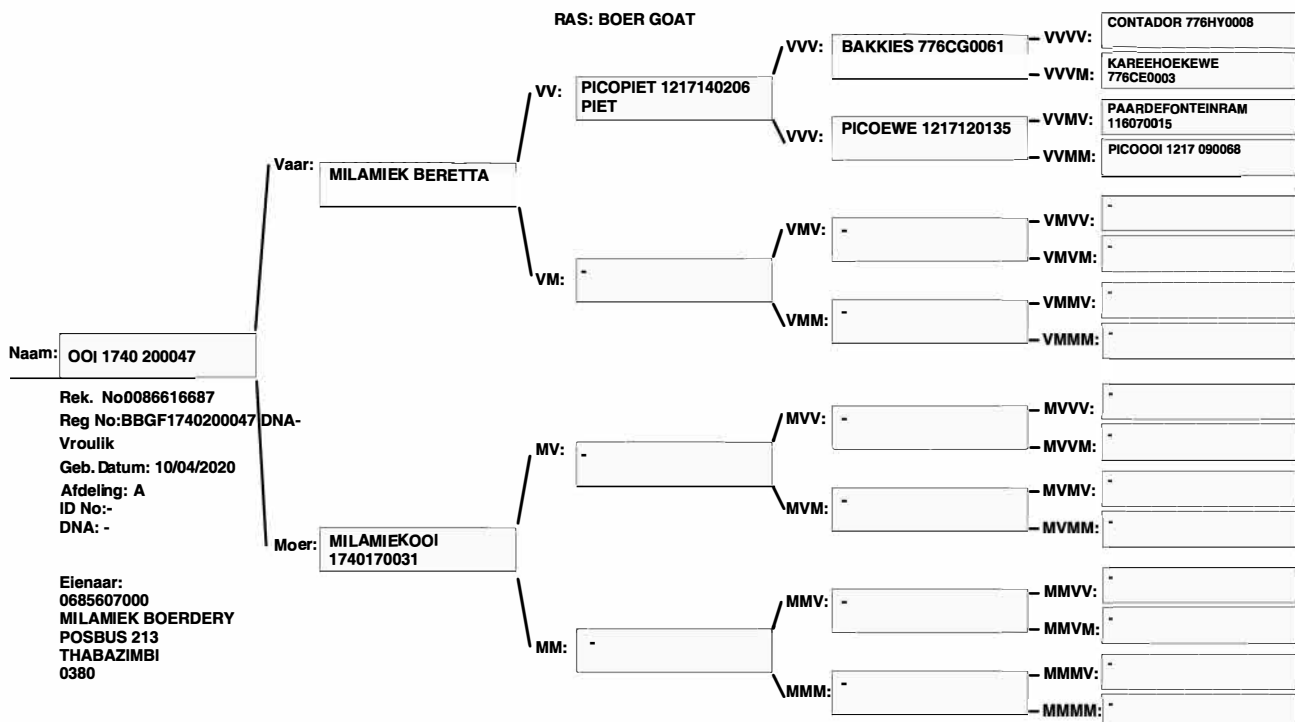 RAS: BOER GOAT
Naam: OOI 1740 200047
Rek. No0086616687
Reg No:BBGF1740200047 DNA-
Vroulik
Geb. Datum: 10/04/2020
Afdeling: A
ID No:-
DNA: -
Eienaar:
0685607000
MILAMIEK BOERDERY
POSBUS 213
THABAZIMBI
0380
Vaar: MILAMIEK BERETTA
Moer: MILAMIEKOOI
1740170031
VV: PICOPIET 1217140206
PIET
VM: -
MV: -
MM: -
VVV: BAKKIES 776CG0061
VVV: PICOEWE 1217120135
VMV: -
VMM: -
MVV: -
MVM: -
MMV: -
MMM: -
VVVV: CONTADOR 776HY0008
VVVM: KAREEHOEKEWE
776CE0003
VVMV: PAARDEFONTEINRAM
116070015
VVMM: PICOOOI 1217 090068
VMVV: -
VMVM: -
VMMV: -
VMMM: -
MVVV: -
MVVM: -
MVMV: -
MVMM: -
MMVV: -
MMVM: -
MMMV: -
MMMM: -